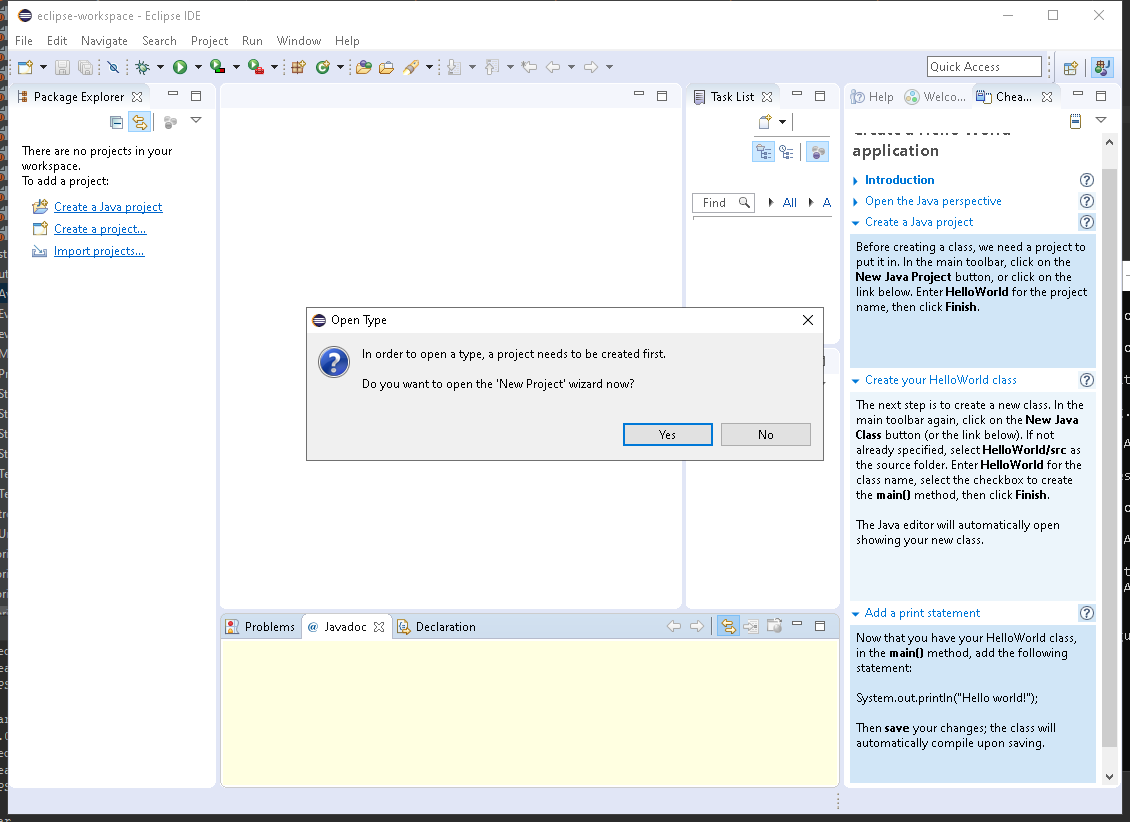 eclipse-workspace - Eclipse IDE
File Edit Navigate Search Project Run Window Help
Quick Access
Package Explorer
There are no projects in your
workspace.
To add a project:
Create a Java project
Create a project...
Import projects...
Task List
Find All A
Help Welco... Chea...
application
Introduction
Open the Java perspective
Create a Java project
Before creating a class, we need a project to
put it in. In the main toolbar, click on the
New Java Project button, or click on the
link below. Enter HelloWorld for the project
name, then click Finish.
Create your HelloWorld class
The next step is to create a new class. In the
main toolbar again, click on the New Java
Class button (or the link below). If not
already specified, select HelloWorld/src as
the source folder. Enter HelloWorld for the
class name, select the checkbox to create
the main() method, then click Finish.
The Java editor will automatically open
showing your new class.
Add a print statement
Now that you have your HelloWorld class,
in the main() method, add the following
statement:
System.out.println("Hello world!");
Then save your changes; the class will
automatically compile upon saving.
Open Type
In order to open a type, a project needs to be created first.
Do you want to open the 'New Project' wizard now?
Yes No
Problems @ Javadoc Declaration